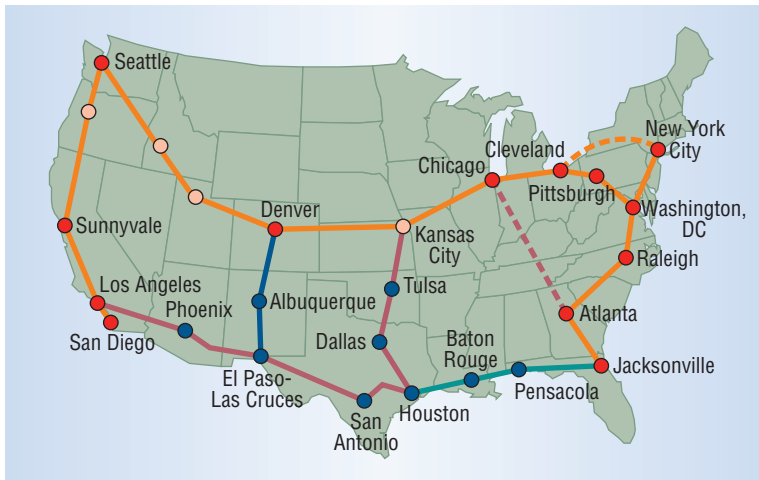 Seattle
New York
City
Cleveland
Chicago
Pittsburgh
Washington,
DC
Denver
Sunnyvale
Kansas
City
Raleigh
Los Angeles
Phoenix
Albuquerque
Tulsa
San Diego
Dallas
Baton
Rouge
Atlanta
El Paso-
Las Cruces
Jacksonville
Pensacola
San
Antonio
Houston